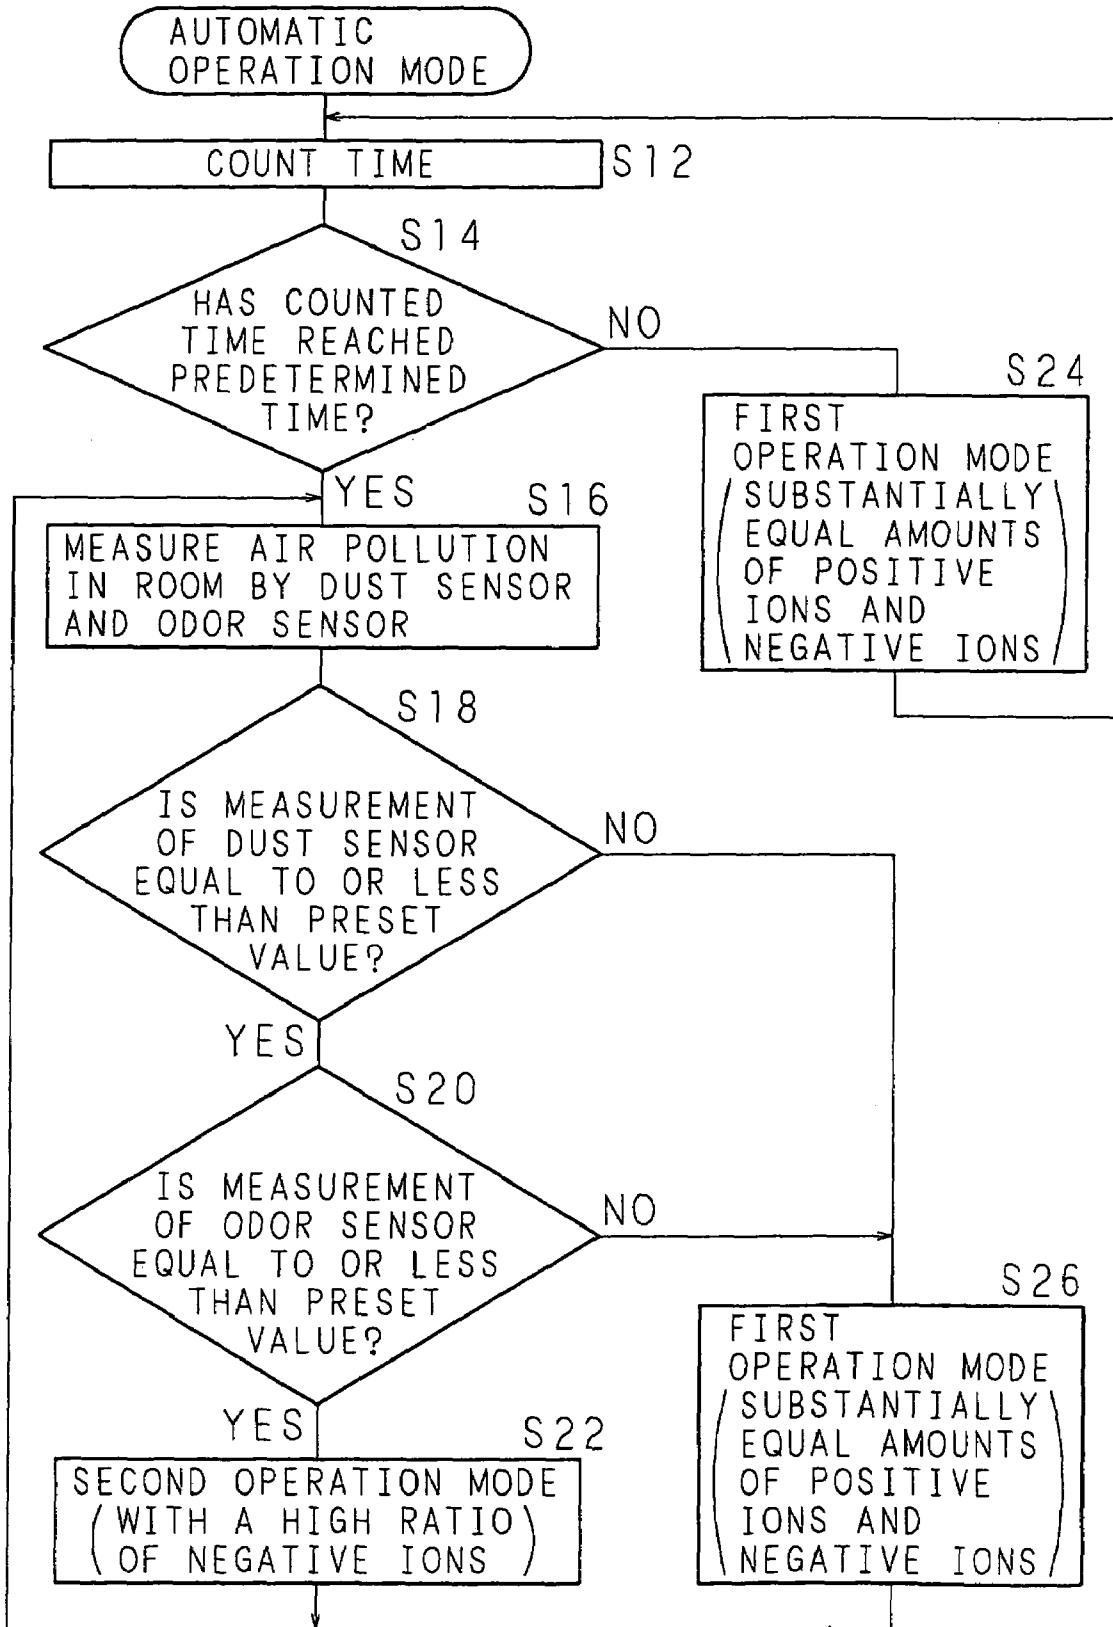 AUTOMATIC
OPERATION MODE
COUNT TIME
S12
S14
HAS COUNTED
TIME REACHED
PREDETERMINED
TIME?
NO
YES
S24
FIRST
OPERATION MODE
(SUBSTANTIALLY
EQUAL AMOUNTS
OF POSITIVE
IONS AND
NEGATIVE IONS)
S16
MEASURE AIR POLLUTION
IN ROOM BY DUST SENSOR
AND ODOR SENSOR
S18
IS MEASUREMENT
OF DUST SENSOR
EQUAL TO OR LESS
THAN PRESET
VALUE?
NO
YES
S20
IS MEASUREMENT
OF ODOR SENSOR
EQUAL TO OR LESS
THAN PRESET
VALUE?
NO
YES
S26
FIRST
OPERATION MODE
(SUBSTANTIALLY
EQUAL AMOUNTS
OF POSITIVE
IONS AND
NEGATIVE IONS)
S22
SECOND OPERATION MODE
(WITH A HIGH RATIO
OF NEGATIVE IONS)